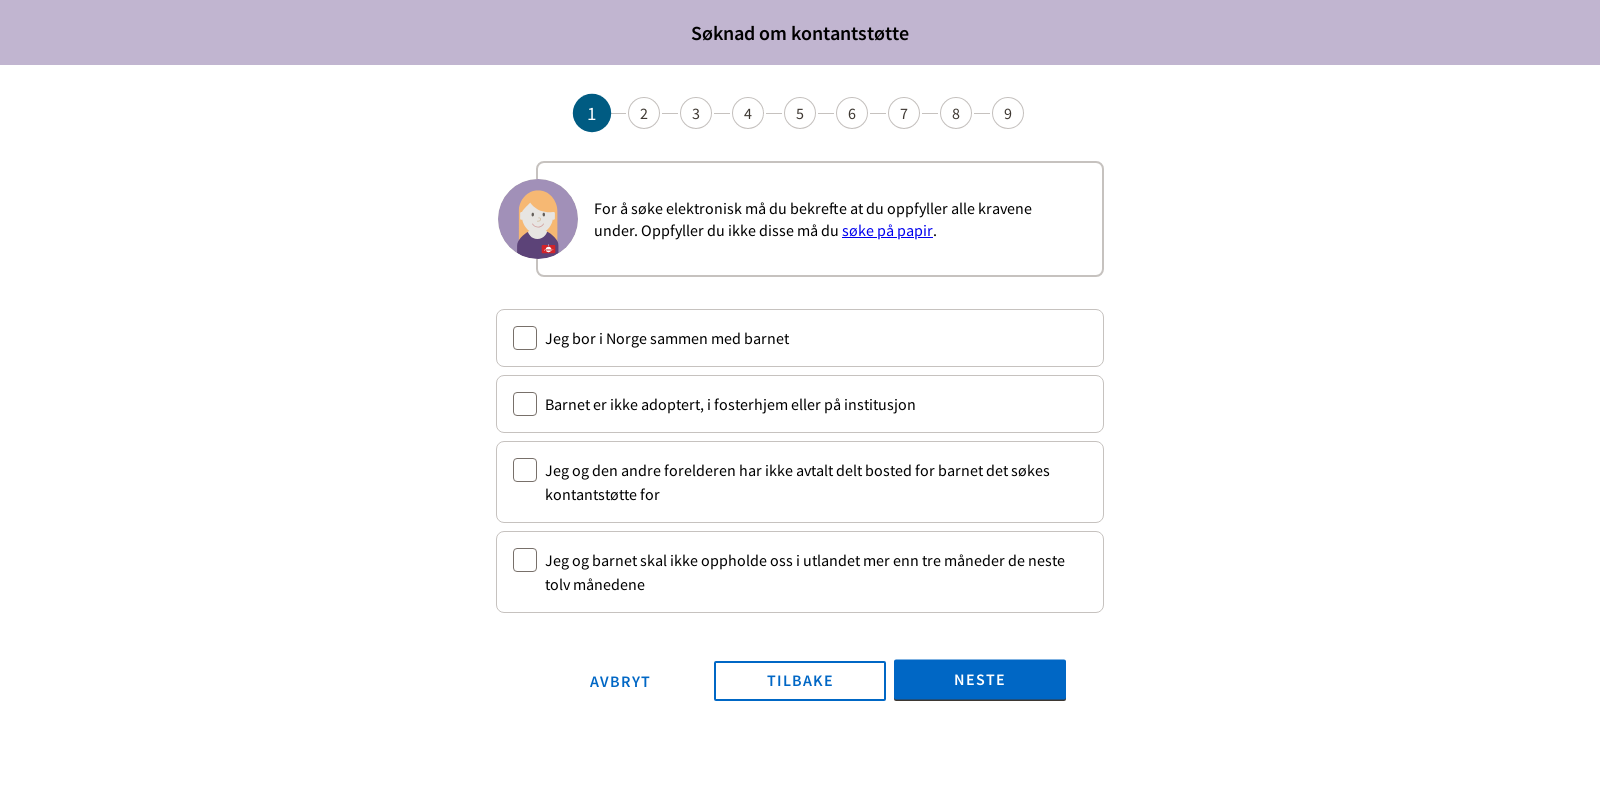 Søknad om kontantstøtte
1 2 3 4 5 6 7 8 9
For å søke elektronisk må du bekrefte at du oppfyller alle kravene
under. Oppfyller du ikke disse må du søke på papir.
Jeg bor i Norge sammen med barnet
Barnet er ikke adoptert, i fosterhjem eller på institusjon
Jeg og den andre forelderen har ikke avtalt delt bosted for barnet det søkes
kontantstøtte for
Jeg og barnet skal ikke oppholde oss i utlandet mer enn tre måneder de neste
tolv månedene
AVBRYT TILBAKE NESTE